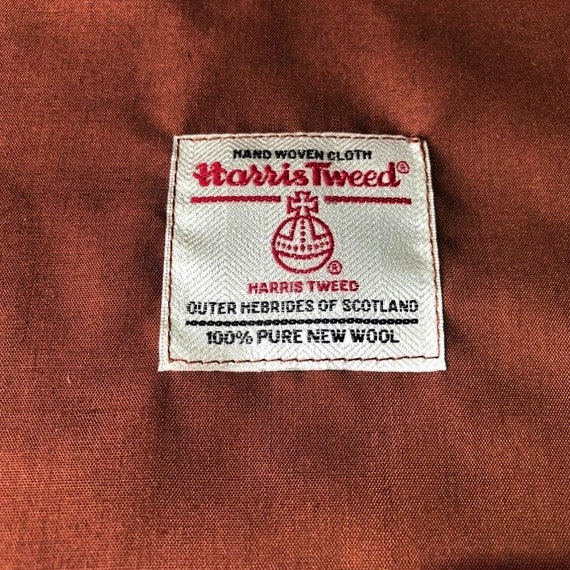 HAND WOVEN CLOTH
Harris Tweed®
®
HARRIS TWEED
OUTER HEBRIDES OF SCOTLAND
100% PURE NEW WOOL